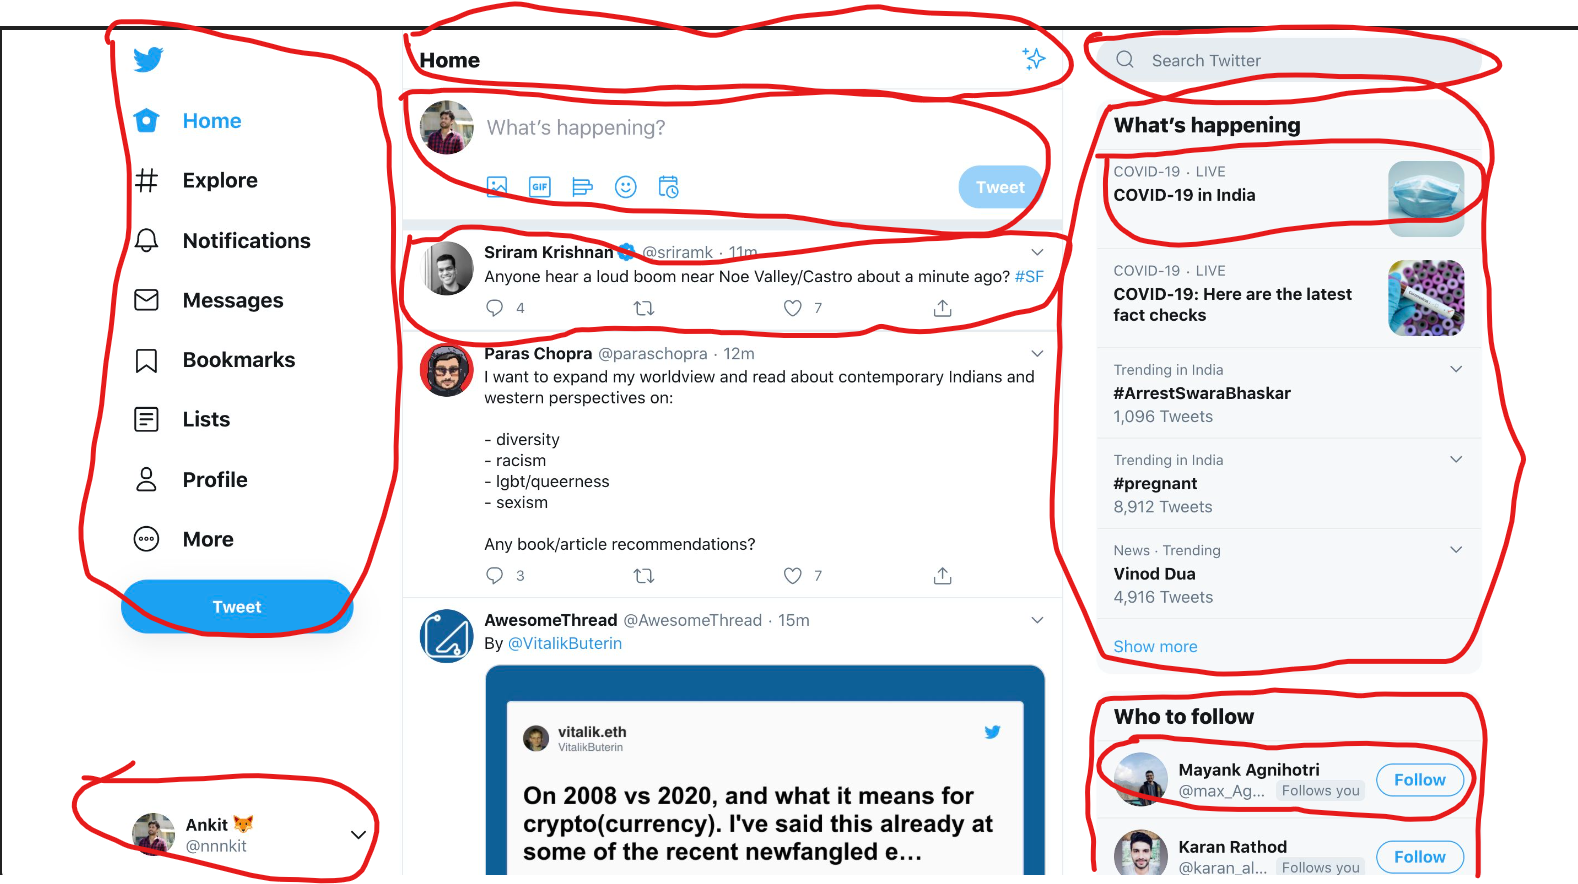 Home
Explore
Notifications
Messages
Bookmarks
Lists
Profile
More
Tweet
Ankit 🦊
@nnnkit
Home
What's happening?
GIF
Tweet
Sriram Krishnan @sriramk · 11m
Anyone hear a loud boom near Noe Valley/Castro about a minute ago? #SF
4 7
Paras Chopra @paraschopra · 12m
I want to expand my worldview and read about contemporary Indians and
western perspectives on:
- diversity
- racism
- lgbt/queerness
- sexism
Any book/article recommendations?
3 7
AwesomeThread @AwesomeThread · 15m
By @VitalikButerin
vitalik.eth
VitalikButerin
On 2008 vs 2020, and what it means for
crypto(currency). I've said this already at
some of the recent newfangled e...
Search Twitter
What's happening
COVID-19 · LIVE
COVID-19 in India
COVID-19 · LIVE
COVID-19: Here are the latest
fact checks
Trending in India
#ArrestSwaraBhaskar
1,096 Tweets
Trending in India
#pregnant
8,912 Tweets
News · Trending
Vinod Dua
4,916 Tweets
Show more
Who to follow
Mayank Agnihotri
@max_Ag... Follows you
Follow
Karan Rathod
@karan_al... Follows you
Follow